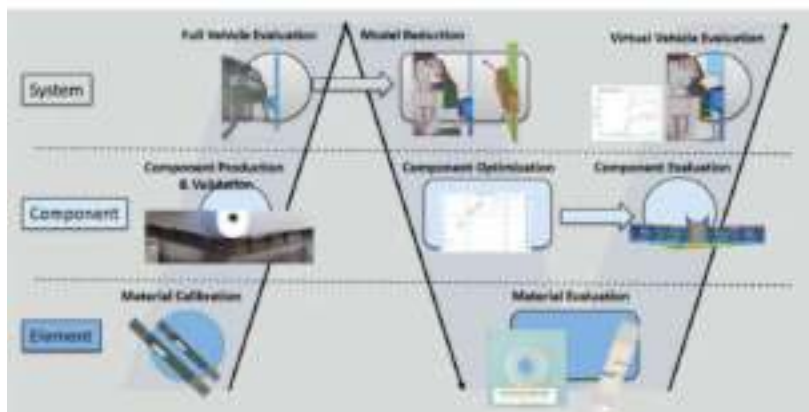 Full Vehicle Evaluation
Model Reduction
Virtual Vehicle Evaluation
System
Component Production
& Validation
Component Optimisation
Component Evaluation
Component
Material Calibration
Material Evaluation
Element